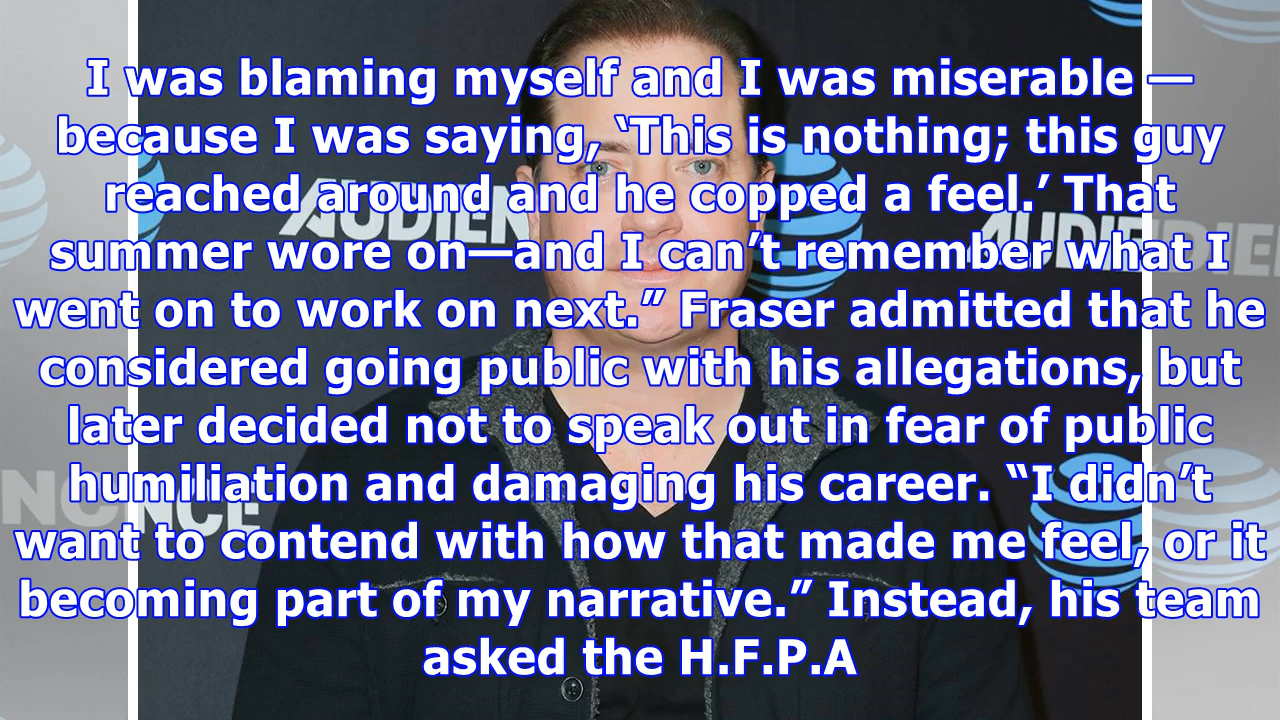 I was blaming myself and I was miserable —
because I was saying, ‘This is nothing; this guy
reached around and he copped a feel.’ That
summer wore on—and I can’t remember what I
went on to work on next.” Fraser admitted that he
considered going public with his allegations, but
later decided not to speak out in fear of public
humiliation and damaging his career. “I didn’t
want to contend with how that made me feel, or it
becoming part of my narrative.” Instead, his team
asked the H.F.P.A